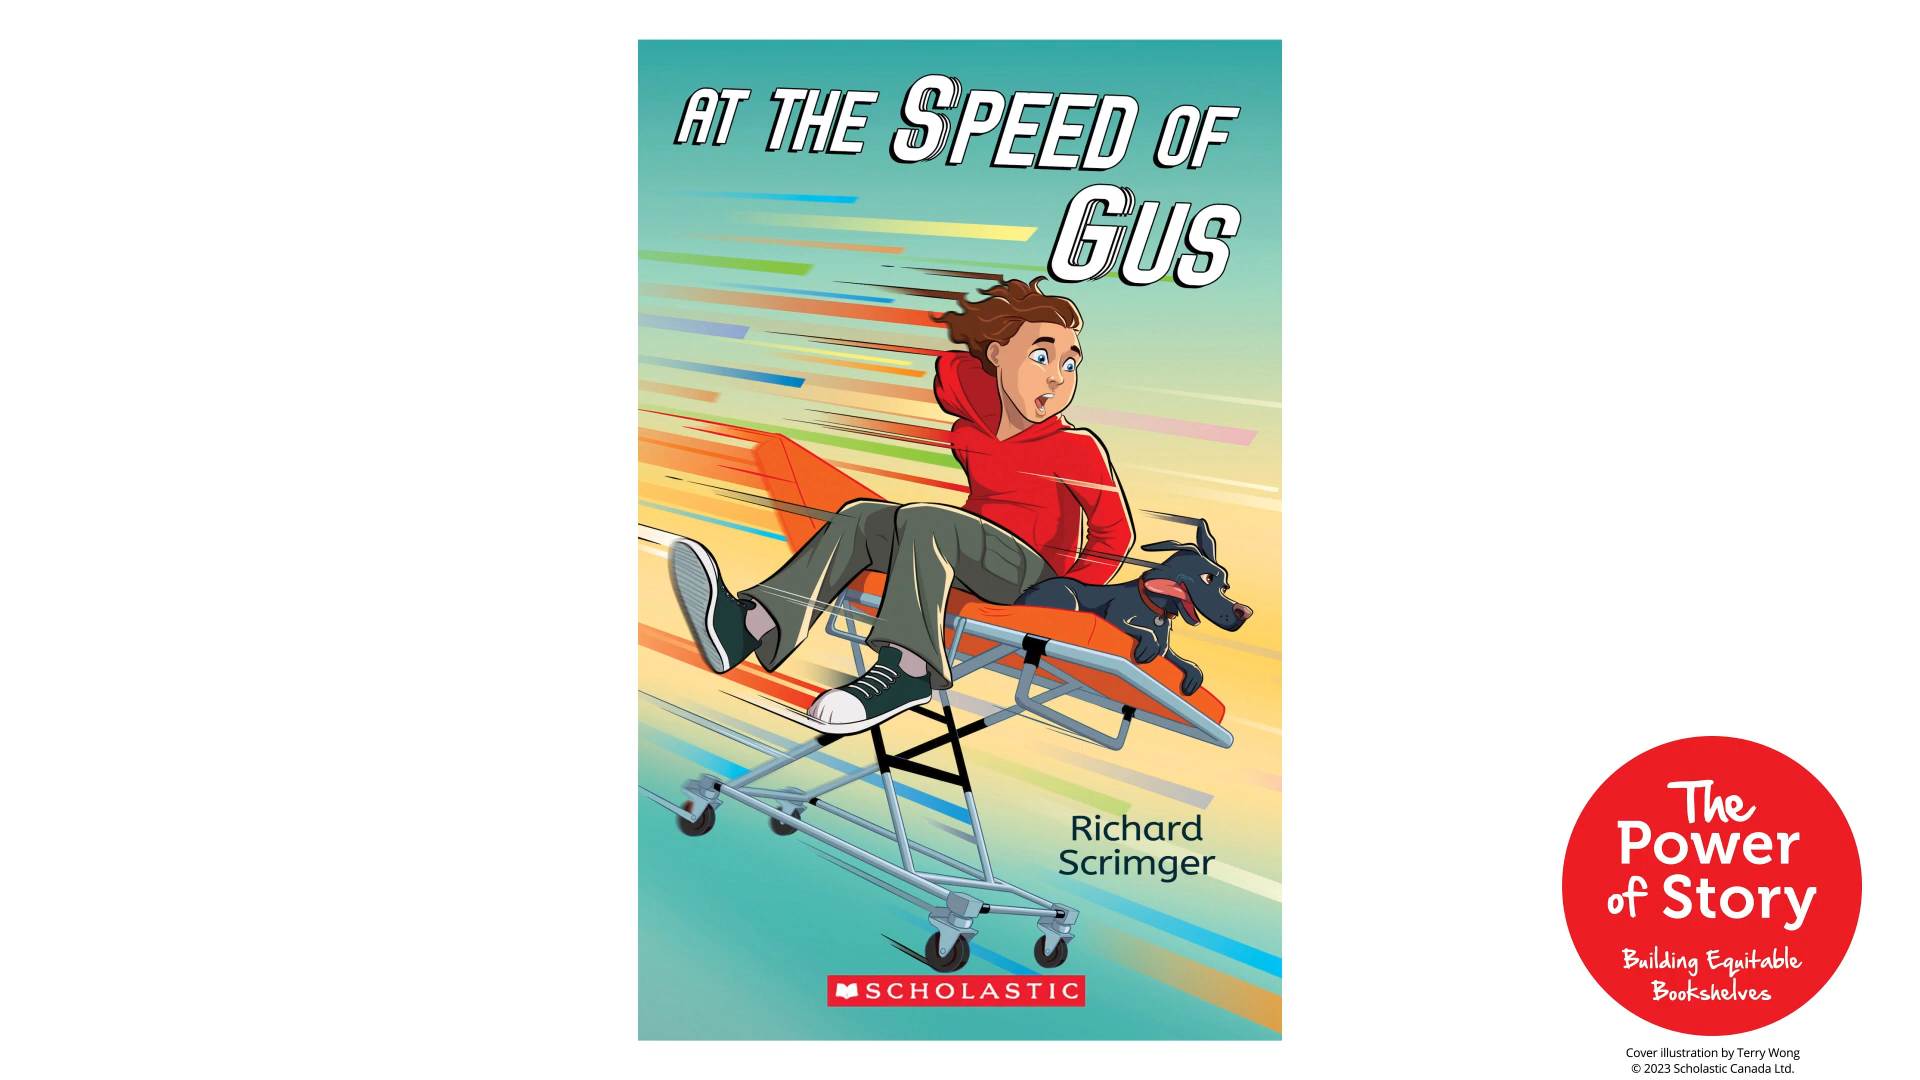 AT THE SPEED OF
GUS
Richard
Scrimger
SCHOLASTIC
The
Power
of Story
Building Equitable
Bookshelves
Cover illustration by Terry Wong
© 2023 Scholastic Canada Ltd.